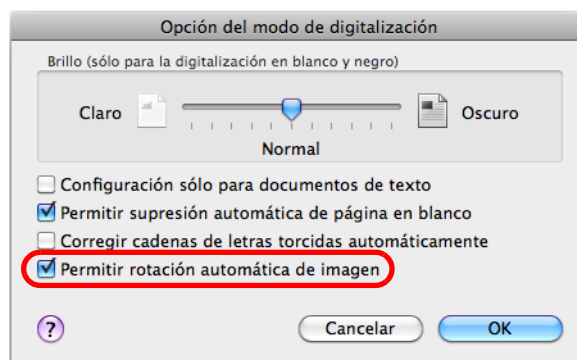 Opción del modo de digitalización
Brillo (sólo para la digitalización en blanco y negro)
Claro Oscuro
Normal
Configuración sólo para documentos de texto
Permitir supresión automática de página en blanco
Corregir cadenas de letras torcidas automáticamente
Permitir rotación automática de imagen
? Cancelar OK